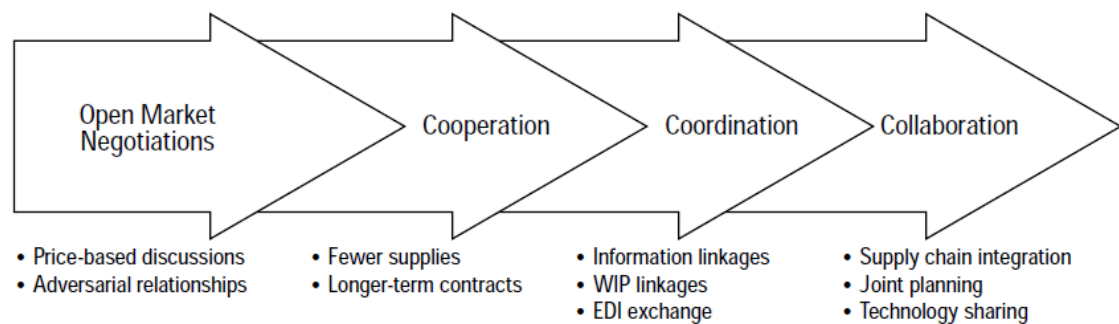 Open Market
Negotiations
Cooperation
Coordination
Collaboration
• Price-based discussions
• Adversarial relationships
• Fewer supplies
• Longer-term contracts
• Information linkages
• WIP linkages
• EDI exchange
• Supply chain integration
• Joint planning
• Technology sharing